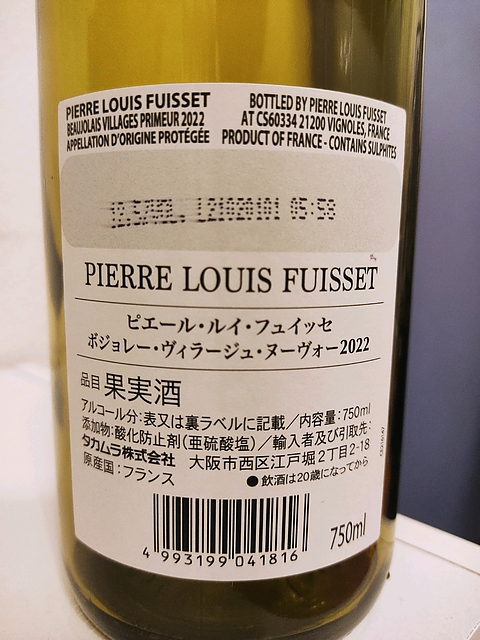 PIERRE LOUIS FUISSET
BEAUJOLAIS VILLAGES PRIMEUR 2022
APPELLATION D'ORIGINE PROTÉGÉE
BOTTLED BY PIERRE LOUIS FUISSET
AT CS60334 21200 VIGNOLES, FRANCE
PRODUCT OF FRANCE - CONTAINS SULPHITES
L21020101 05:58
PIERRE LOUIS FUISSET
ピエール・ルイ・フュイッセ
ボジョレー・ヴィラージュ・ヌーヴォー2022
品目 果実酒
アルコール分:表又は裏ラベルに記載/内容量:750ml
添加物:酸化防止剤(亜硫酸塩)/輸入者及び引取先:
タカムラ株式会社 大阪市西区江戸堀2丁目2-18
原産国:フランス ●飲酒は20歳になってから
4 993199 041816
750ml